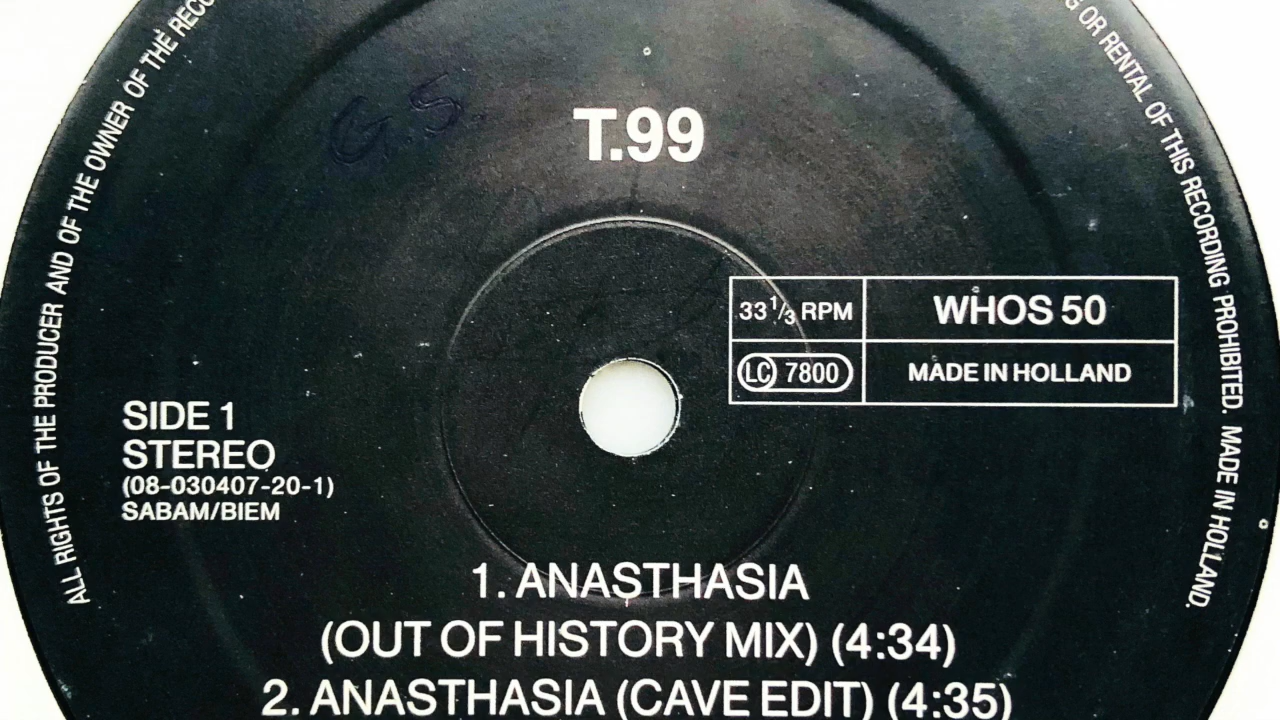 ALL RIGHTS OF THE PRODUCER AND OF THE OWNER OF THE
OR RENTAL OF THIS RECORDING PROHIBITED. MADE IN HOLLAND.
G.S.
T.99
33 1/3 RPM
WHOS 50
LC 7800
MADE IN HOLLAND
SIDE 1
STEREO
(08-030407-20-1)
SABAM/BIEM
1. ANASTHASIA
(OUT OF HISTORY MIX) (4:34)
2. ANASTHASIA (CAVE EDIT) (4:35)